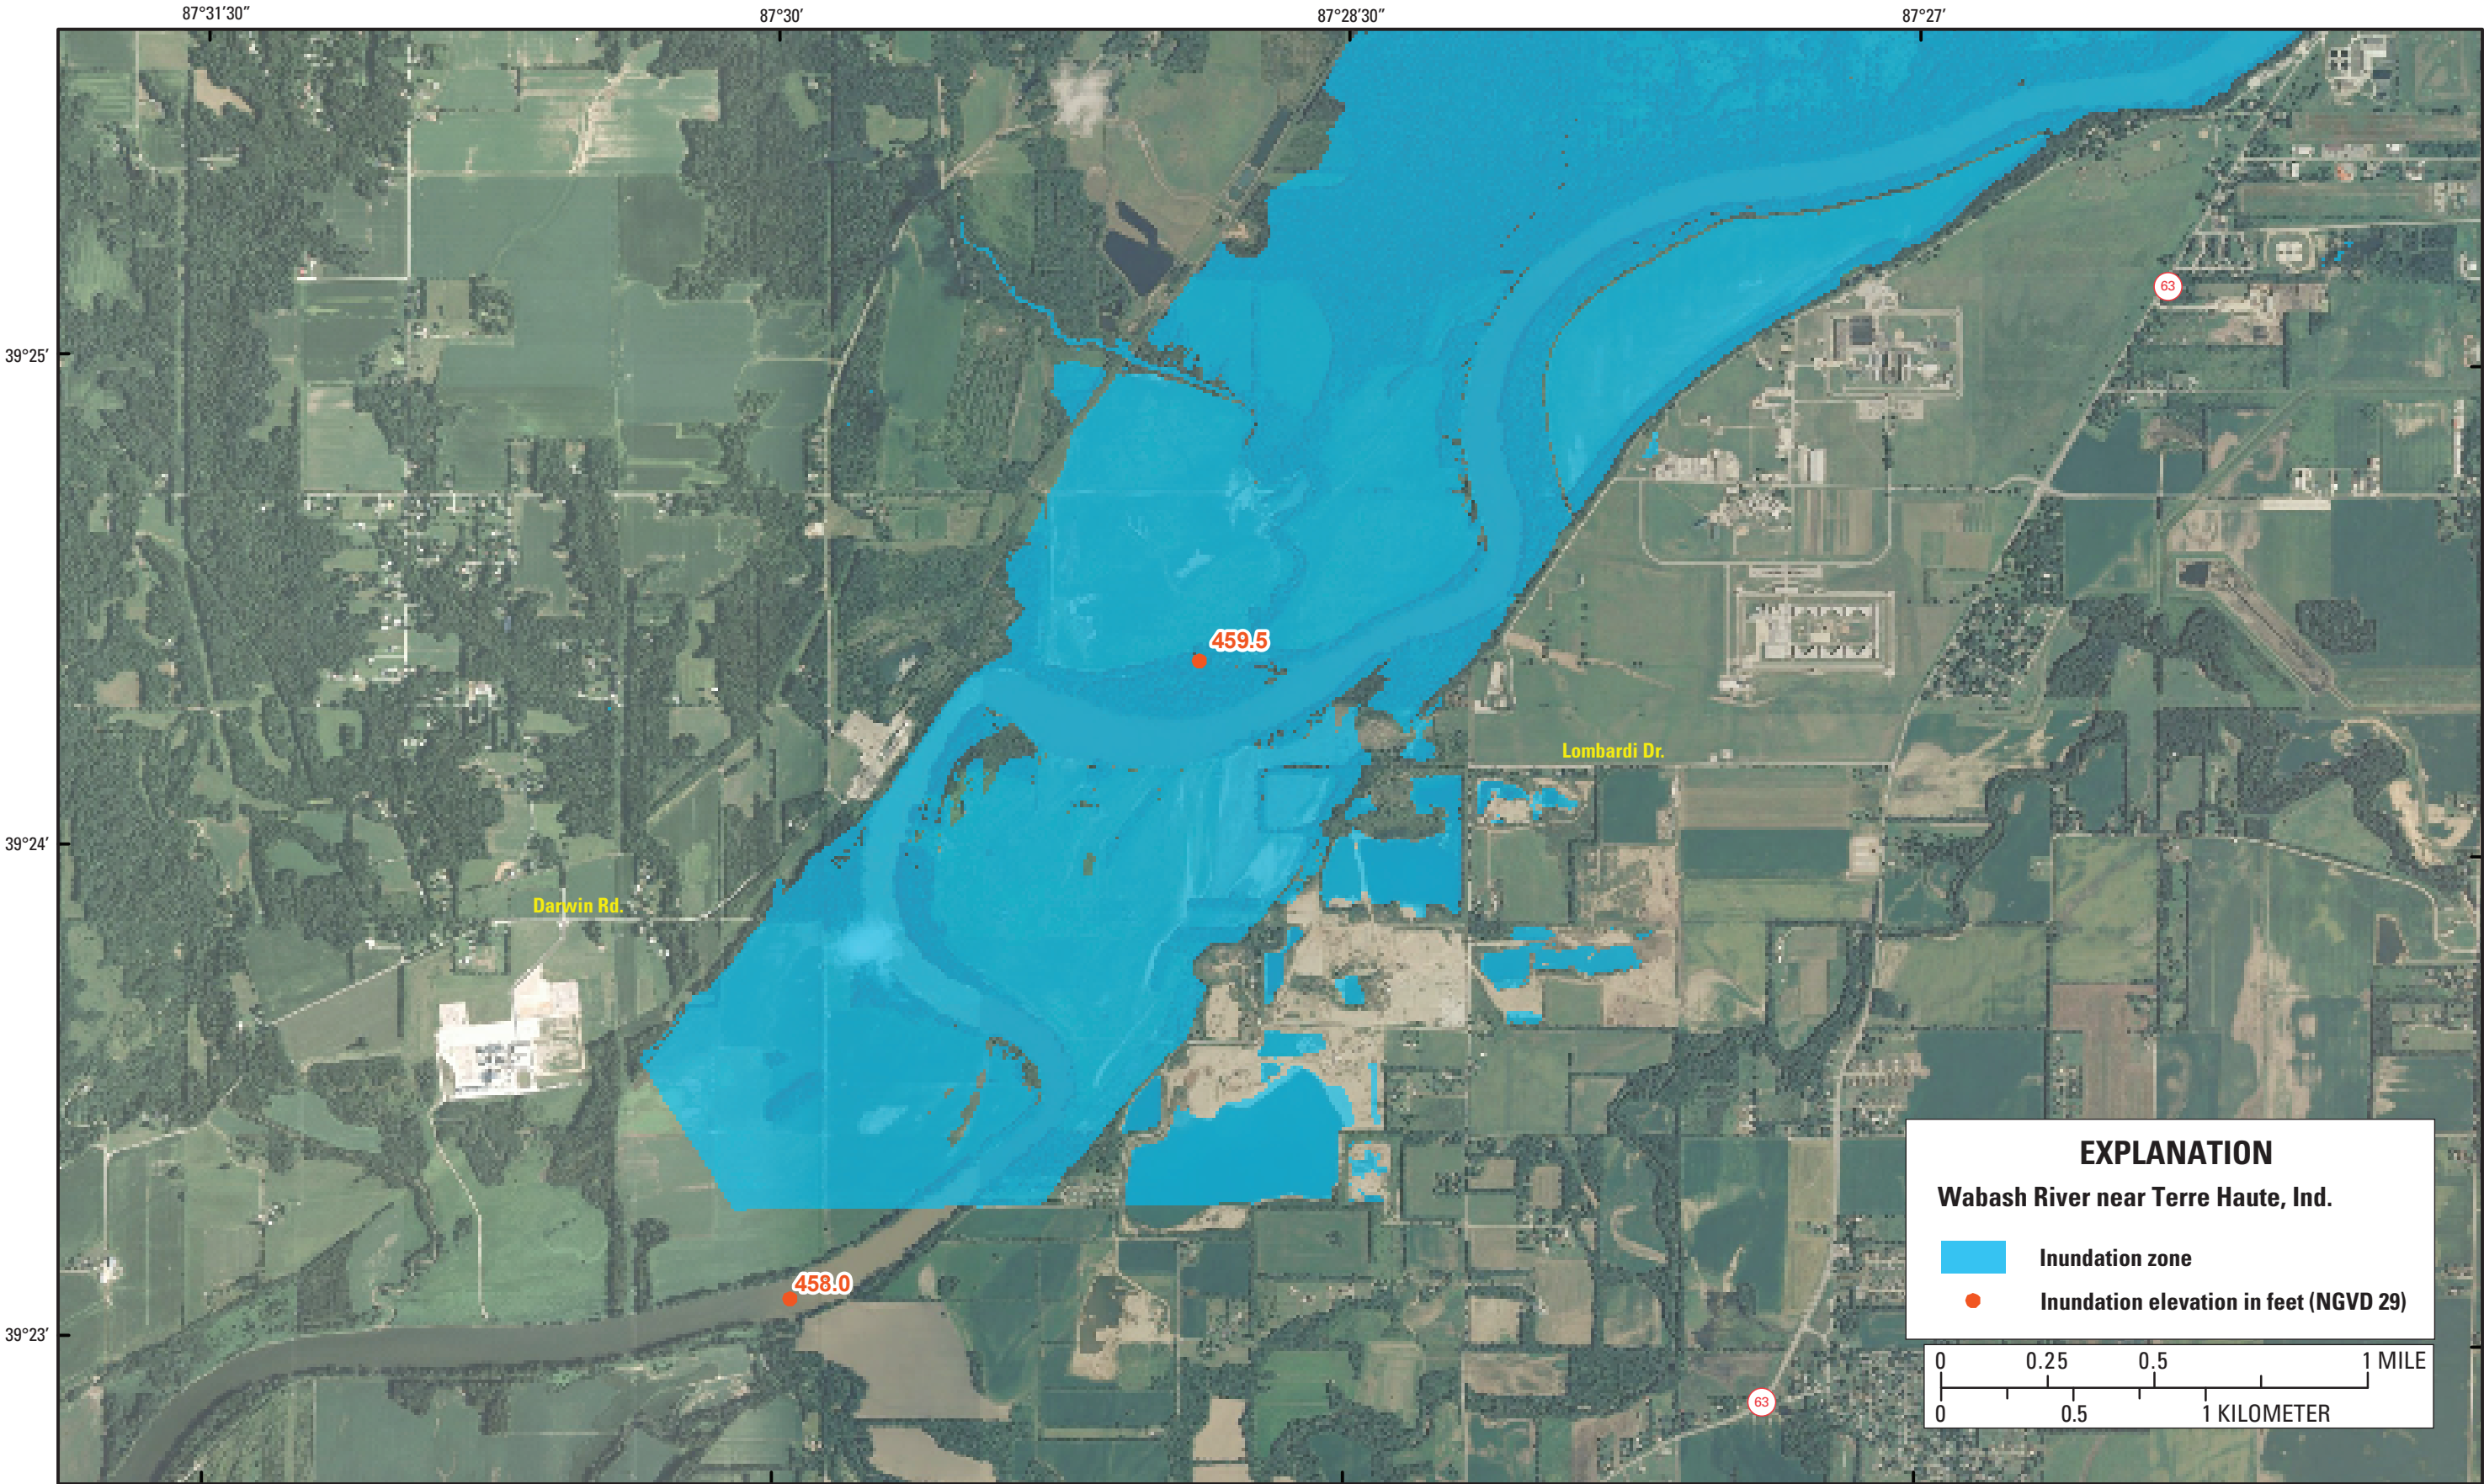 87°31′30″ 87°30′ 87°28′30″ 87°27′
63
39°25′
459.5
Lombardi Dr.
39°24′
Darwin Rd.
EXPLANATION
Wabash River near Terre Haute, Ind.
Inundation zone
458.0
Inundation elevation in feet (NGVD 29)
39°23′
0 0.25 0.5 1 MILE
63
0 0.5 1 KILOMETER